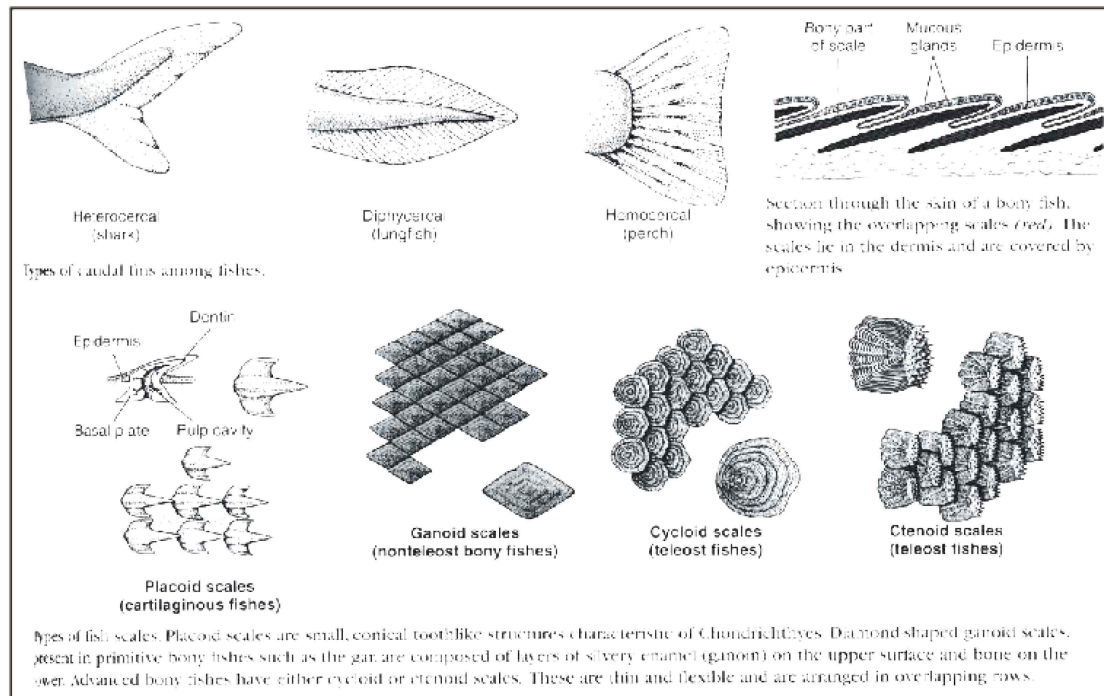 Bony part
of scale
Mucous
glands
Epidermis
Heterocercal
(shark)
Diphycercal
(lungfish)
Homocercal
(perch)
Section through the skin of a bony fish,
showing the overlapping scales (red). The
scales lie in the dermis and are covered by
epidermis
Types of caudal fins among fishes.
Dentin
Epidermis
Basal plate
Pulp cavity
Placoid scales
(cartilaginous fishes)
Ganoid scales
(nonteleost bony fishes)
Cycloid scales
(teleost fishes)
Ctenoid scales
(teleost fishes)
Types of fish scales. Placoid scales are small, conical toothlike structures characteristic of Chondrichthyes. Diamond-shaped ganoid scales,
present in primitive bony fishes such as the gar, are composed of layers of silvery enamel (ganoin) on the upper surface and bone on the
lower. Advanced bony fishes have either cycloid or ctenoid scales. These are thin and flexible and are arranged in overlapping rows.